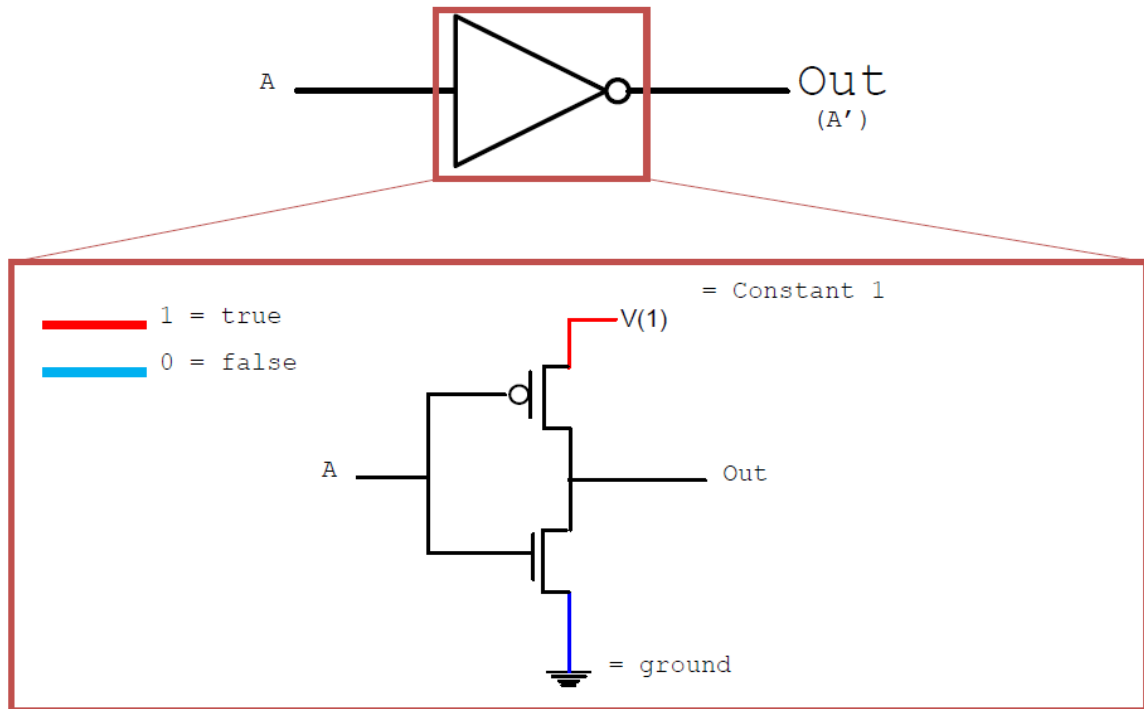 A
Out
(A’)
= Constant 1
1 = true
V(1)
0 = false
A
Out
= ground